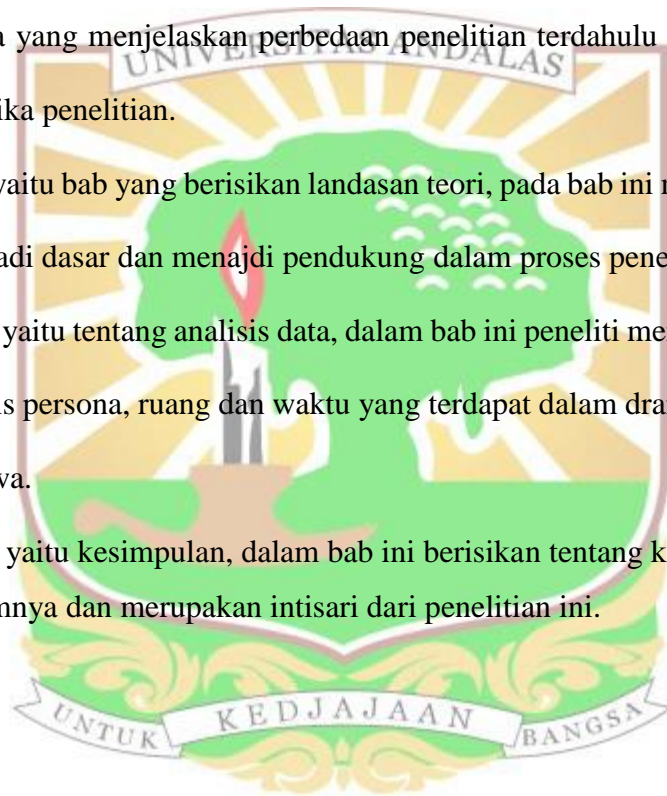 a yang menjelaskan perbedaan penelitian terdahulu
UNIVERSITAS ANDALAS
ika penelitian.
yaitu bab yang berisikan landasan teori, pada bab ini
adi dasar dan menajdi pendukung dalam proses pene
yaitu tentang analisis data, dalam bab ini peneliti me
is persona, ruang dan waktu yang terdapat dalam dra
va.
yaitu kesimpulan, dalam bab ini berisikan tentang k
mnya dan merupakan intisari dari penelitian ini.
UNTUK KEDJAJAAN BANGSA